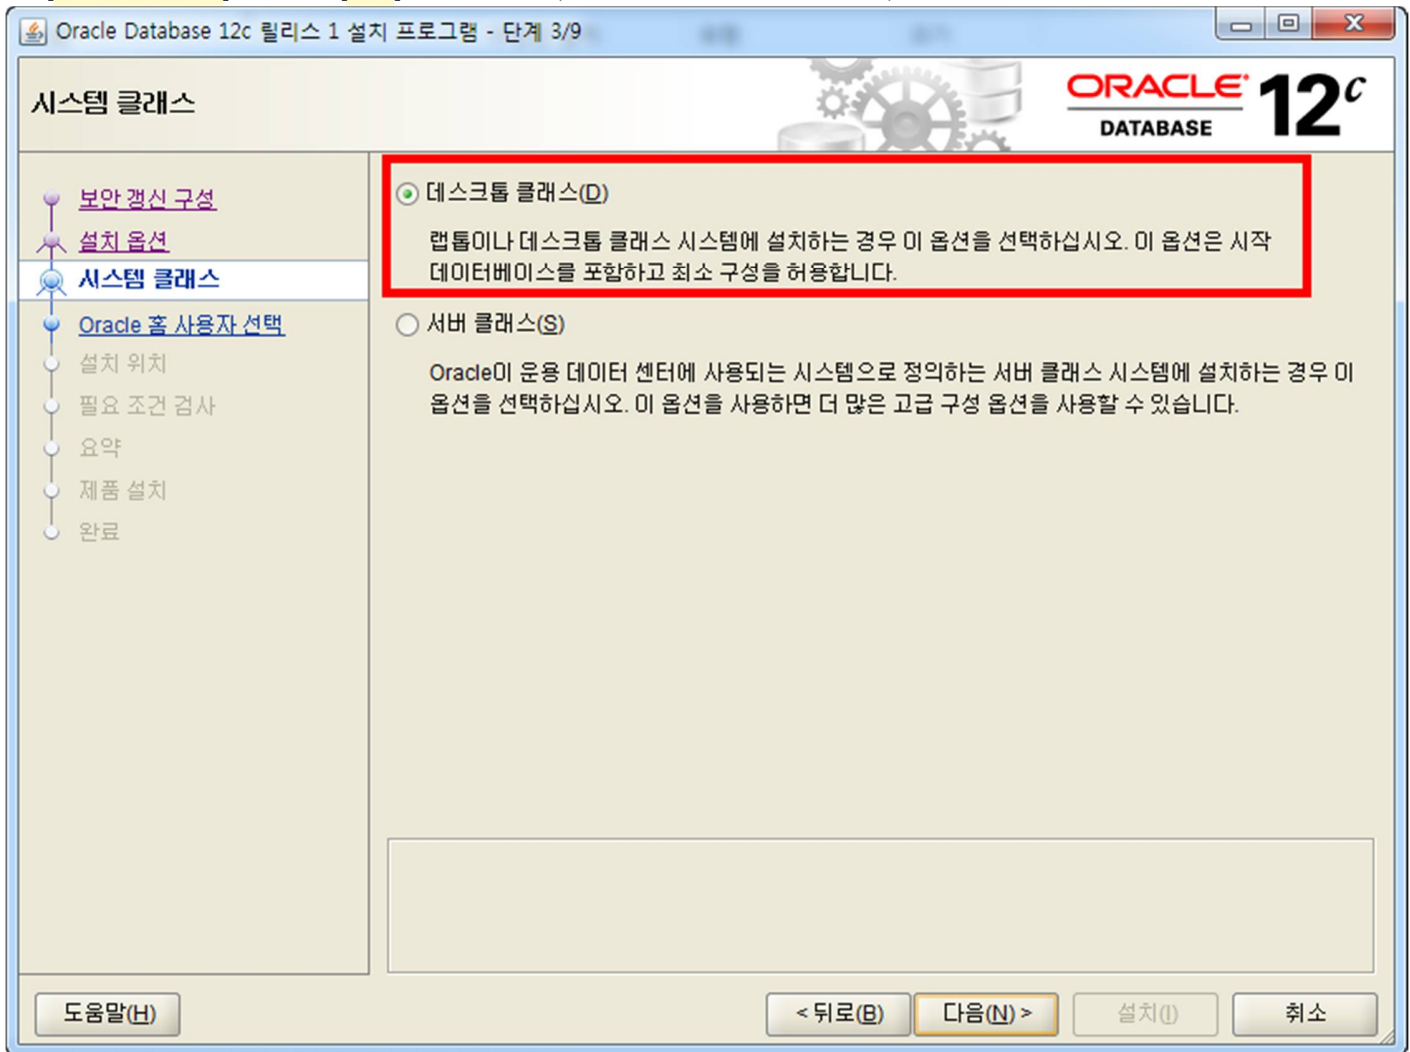 Oracle Database 12c 릴리스 1 설치 프로그램 - 단계 3/9
시스템 클래스
ORACLE
DATABASE
12c
보안 갱신 구성
설치 옵션
시스템 클래스
Oracle 홈 사용자 선택
설치 위치
필요 조건 검사
요약
제품 설치
완료
데스크톱 클래스(D)
랩톱이나 데스크톱 클래스 시스템에 설치하는 경우 이 옵션을 선택하십시오. 이 옵션은 시작
데이터베이스를 포함하고 최소 구성을 허용합니다.
서버 클래스(S)
Oracle이 운용 데이터 센터에 사용되는 시스템으로 정의하는 서버 클래스 시스템에 설치하는 경우 이
옵션을 선택하십시오. 이 옵션을 사용하면 더 많은 고급 구성 옵션을 사용할 수 있습니다.
도움말(H)
< 뒤로(B)
다음(N) >
설치(I)
취소